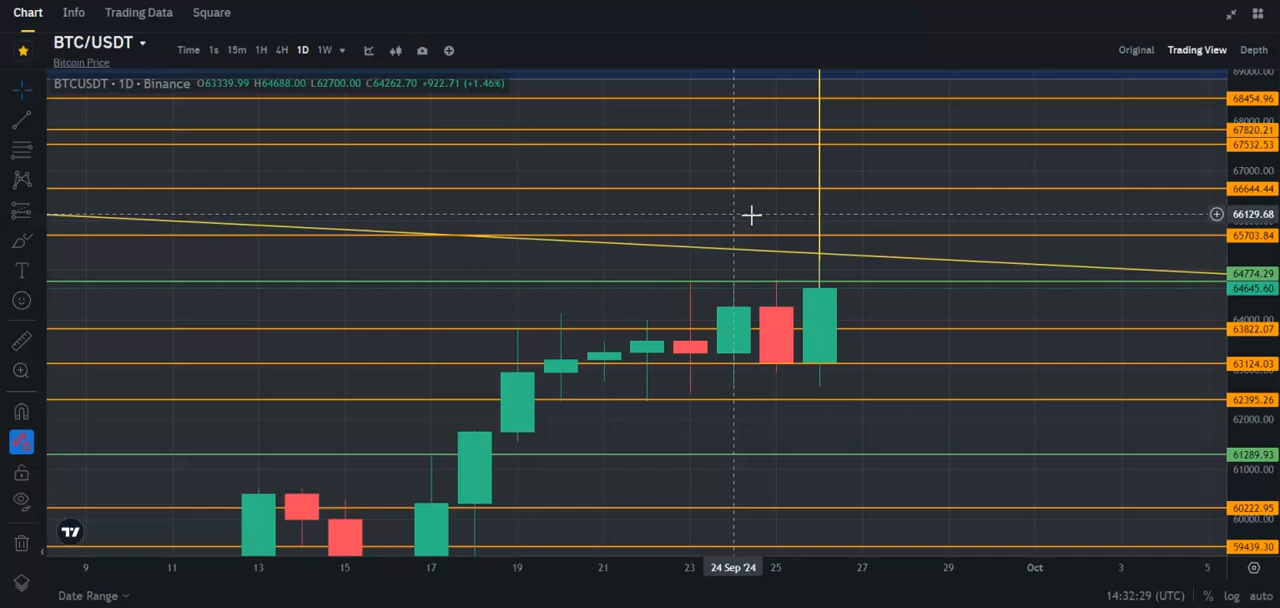 Chart Info Trading Data Square
BTC/USDT
Bitcoin Price
Time 1s 15m 1H 4H 1D 1W
Original Trading View Depth
BTCUSDT · 1D · Binance O63339.99 H64688.00 L62700.00 C64262.70 +922.71 (+1.46%)
69000.00
68454.96
68000.00
67820.21
67532.53
67000.00
66644.44
66129.68
65703.84
64774.29
64645.60
64000.00
63822.07
63124.03
62395.26
62000.00
61289.93
61000.00
60222.95
60000.00
59439.30
9 11 13 15 17 19 21 23 24 Sep '24 25 27 29 Oct 3 5
Date Range 14:32:29 (UTC) % log auto